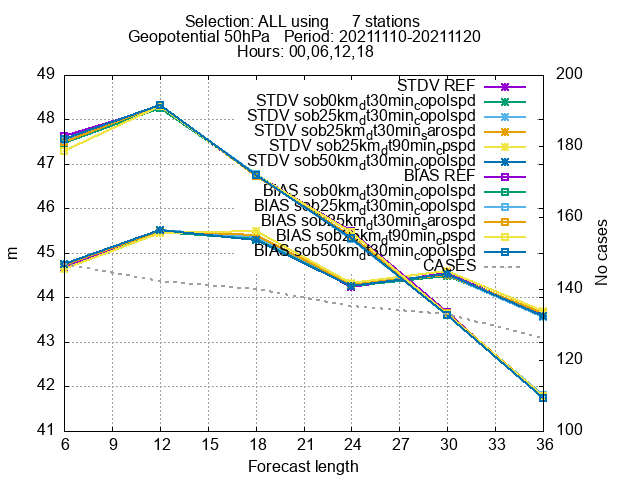 Selection: ALL using 7 stations
Geopotential 50hPa Period: 20211110-20211120
Hours: 00,06,12,18
49
48
47
46
45
44
43
42
41
200
180
160
140
120
100
6
9
12
15
18
21
24
27
30
33
36
m
No cases
Forecast length
STDV REF
STDV sob0km_dt30min_copolspd
STDV sob25km_dt30min_copolspd
STDV sob25km_dt30min_sarospd
STDV sob25km_dt90min_cpspd
STDV sob50km_dt30min_copolspd
BIAS REF
BIAS sob0km_dt30min_copolspd
BIAS sob25km_dt30min_copolspd
BIAS sob25km_dt30min_sarospd
BIAS sob25km_dt90min_cpspd
BIAS sob50km_dt30min_copolspd
CASES